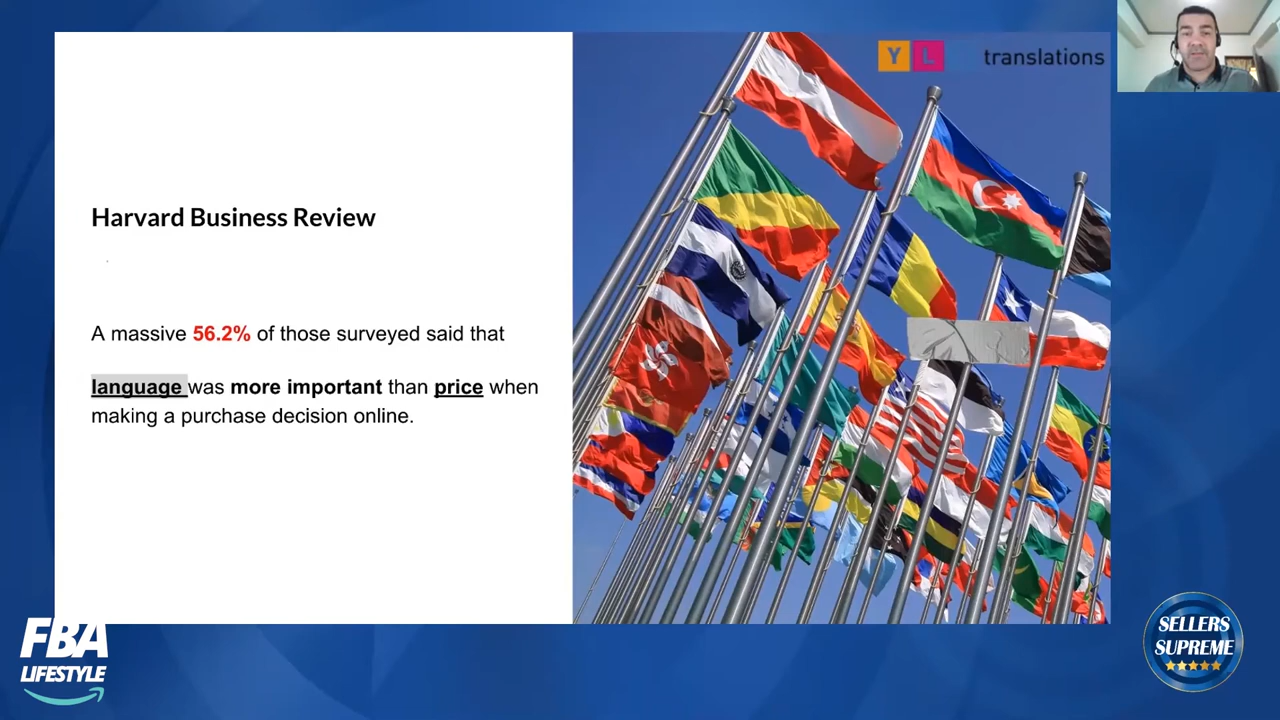 Y L translations
Harvard Business Review
A massive 56.2% of those surveyed said that
language was more important than price when
making a purchase decision online.
FBA
LIFESTYLE
SELLERS
SUPREME